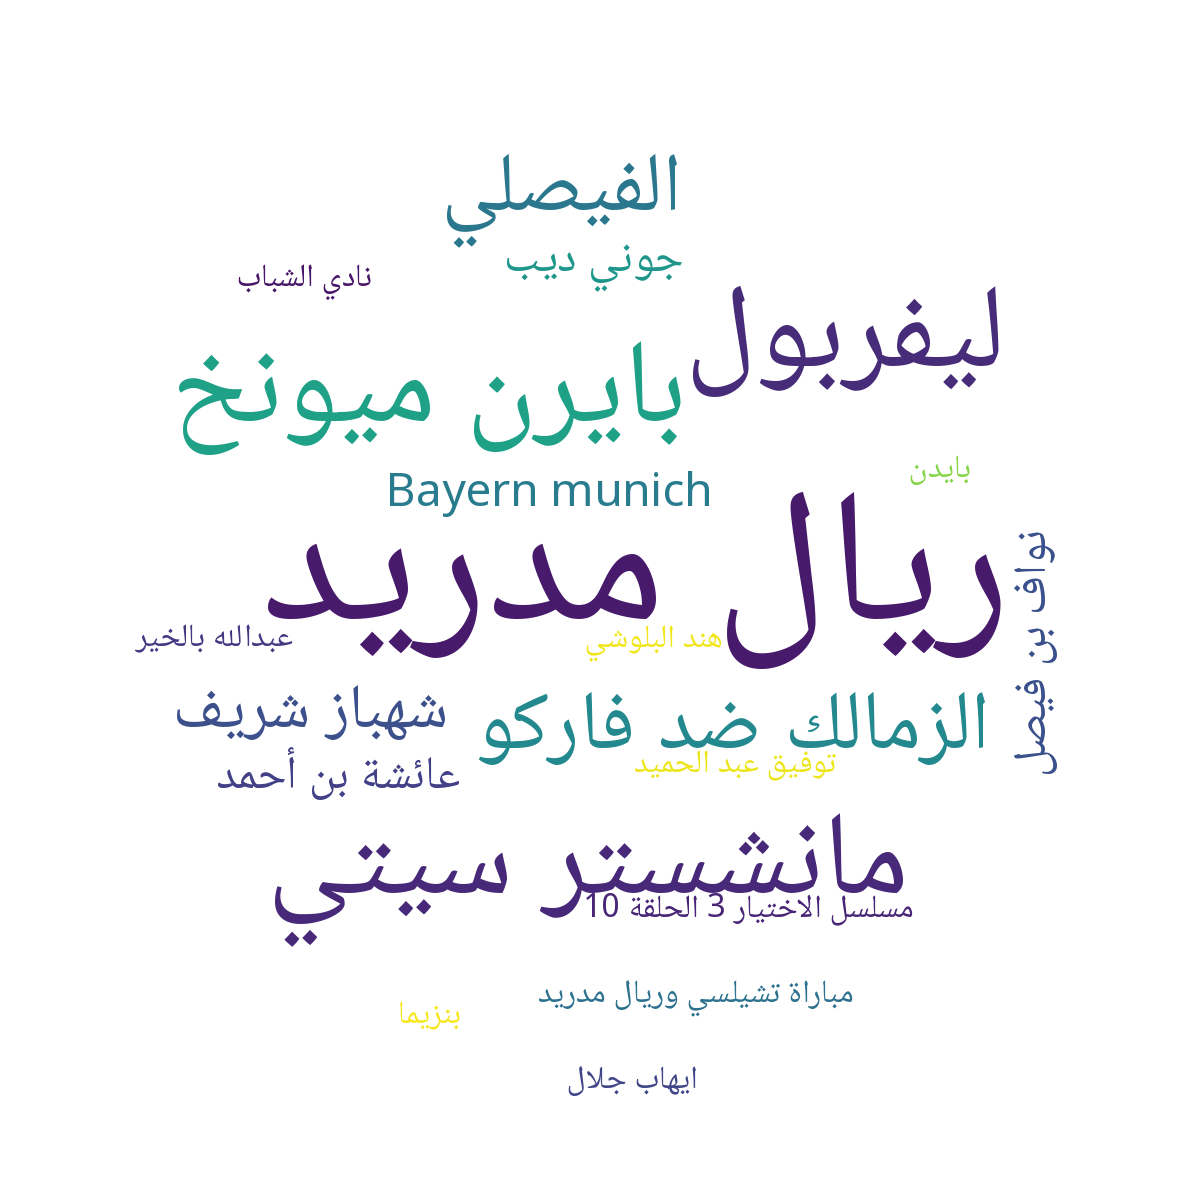 الفيصلي
جوني ديب
نادي الشباب
ليفربول
بايرن ميونخ
بايدن
Bayern munich
ريال مدريد
نواف بن فيصل
هند البلوشي
عبدالله بالخير
شهباز شريف
الزمالك ضد فاركو
توفيق عبد الحميد
عائشة بن أحمد
مانشستر سيتي
مسلسل الاختيار 3 الحلقة 10
مباراة تشيلسي وريال مدريد
بنزيما
ايهاب جلال